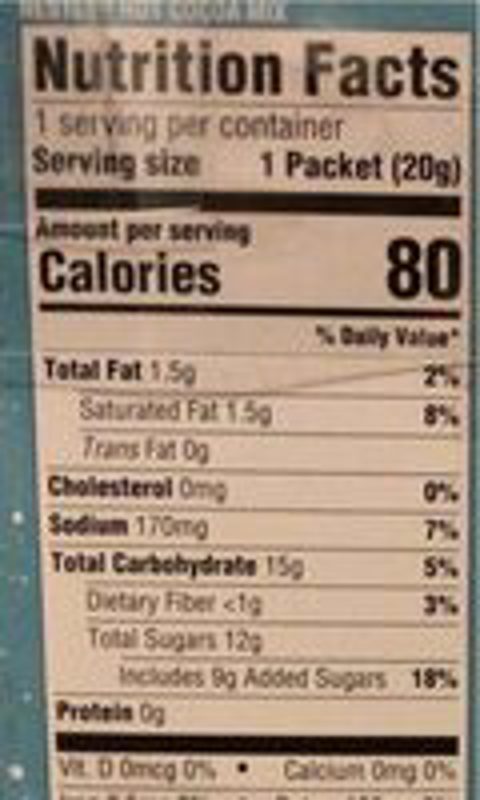 COCOA MIX
Nutrition Facts
1 serving per container
Serving size 1 Packet (20g)
Amount per serving
Calories 80
% Daily Value*
Total Fat 1.5g 2%
Saturated Fat 1.5g 8%
Trans Fat 0g
Cholesterol 0mg 0%
Sodium 170mg 7%
Total Carbohydrate 15g 5%
Dietary Fiber <1g 3%
Total Sugars 12g
Includes 9g Added Sugars 18%
Protein 0g
Vit. D 0mcg 0% • Calcium 0mg 0%